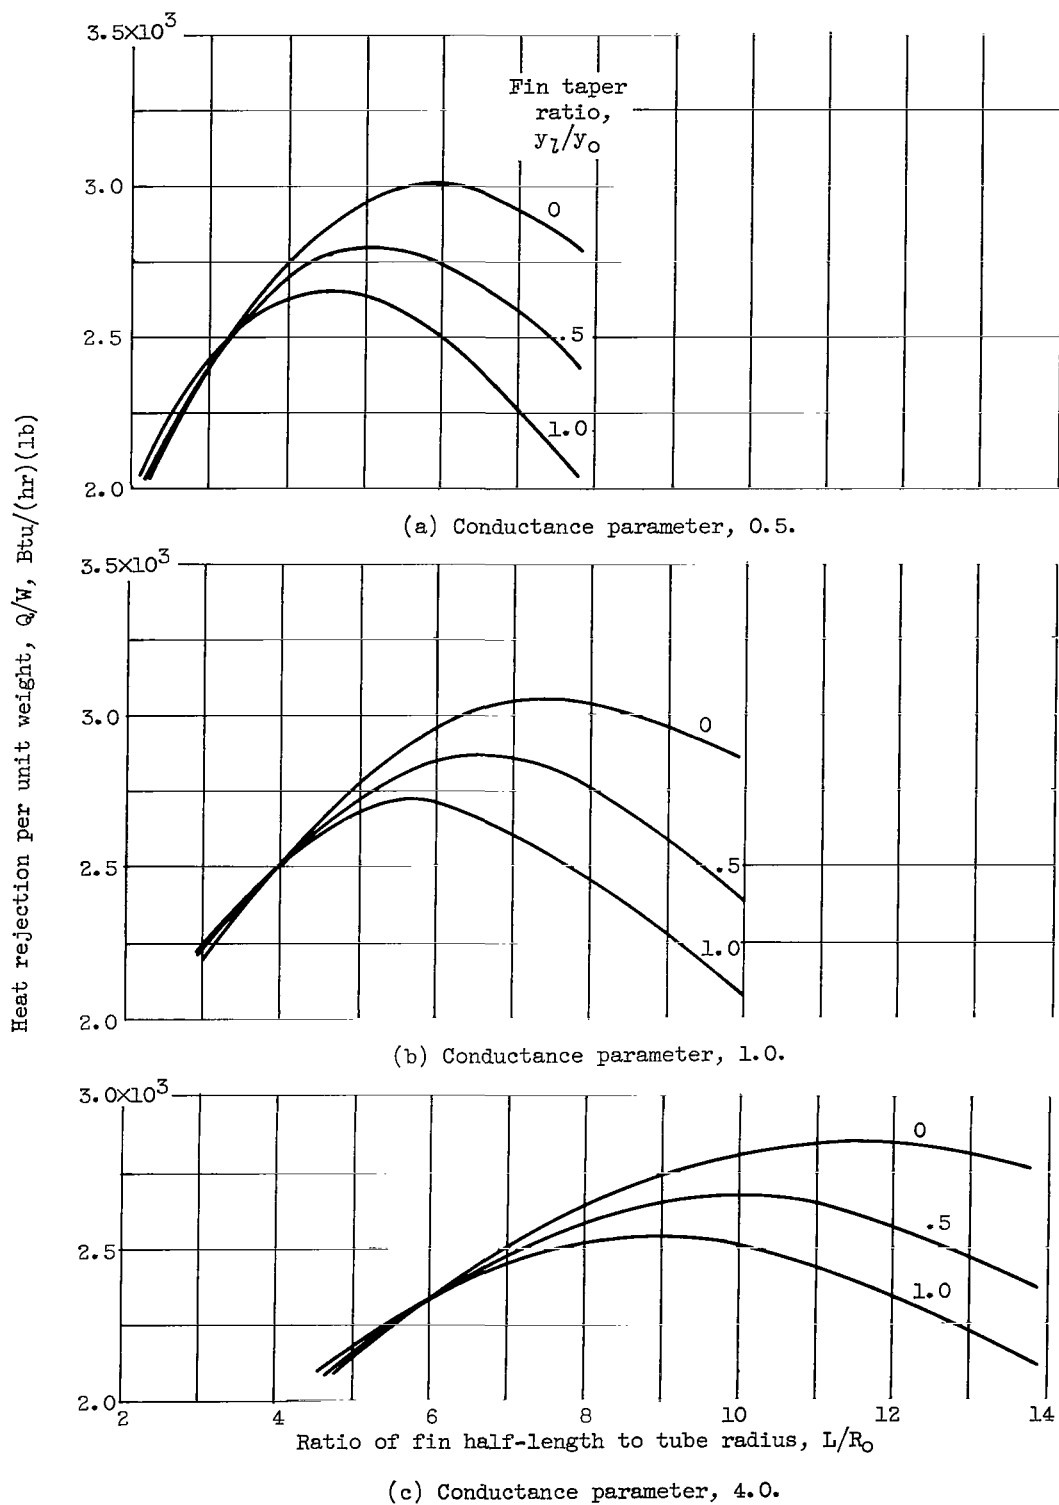 Heat rejection per unit weight, Q/W, Btu/(hr)(lb)
3.5×10³
3.0
2.5
2.0
Fin taper
ratio,
y_l/y_o
0
.5
1.0
(a) Conductance parameter, 0.5.
3.5×10³
3.0
2.5
2.0
0
.5
1.0
(b) Conductance parameter, 1.0.
3.0×10³
2.5
2.0
0
.5
1.0
2 4 6 8 10 12 14
Ratio of fin half-length to tube radius, L/R_o
(c) Conductance parameter, 4.0.